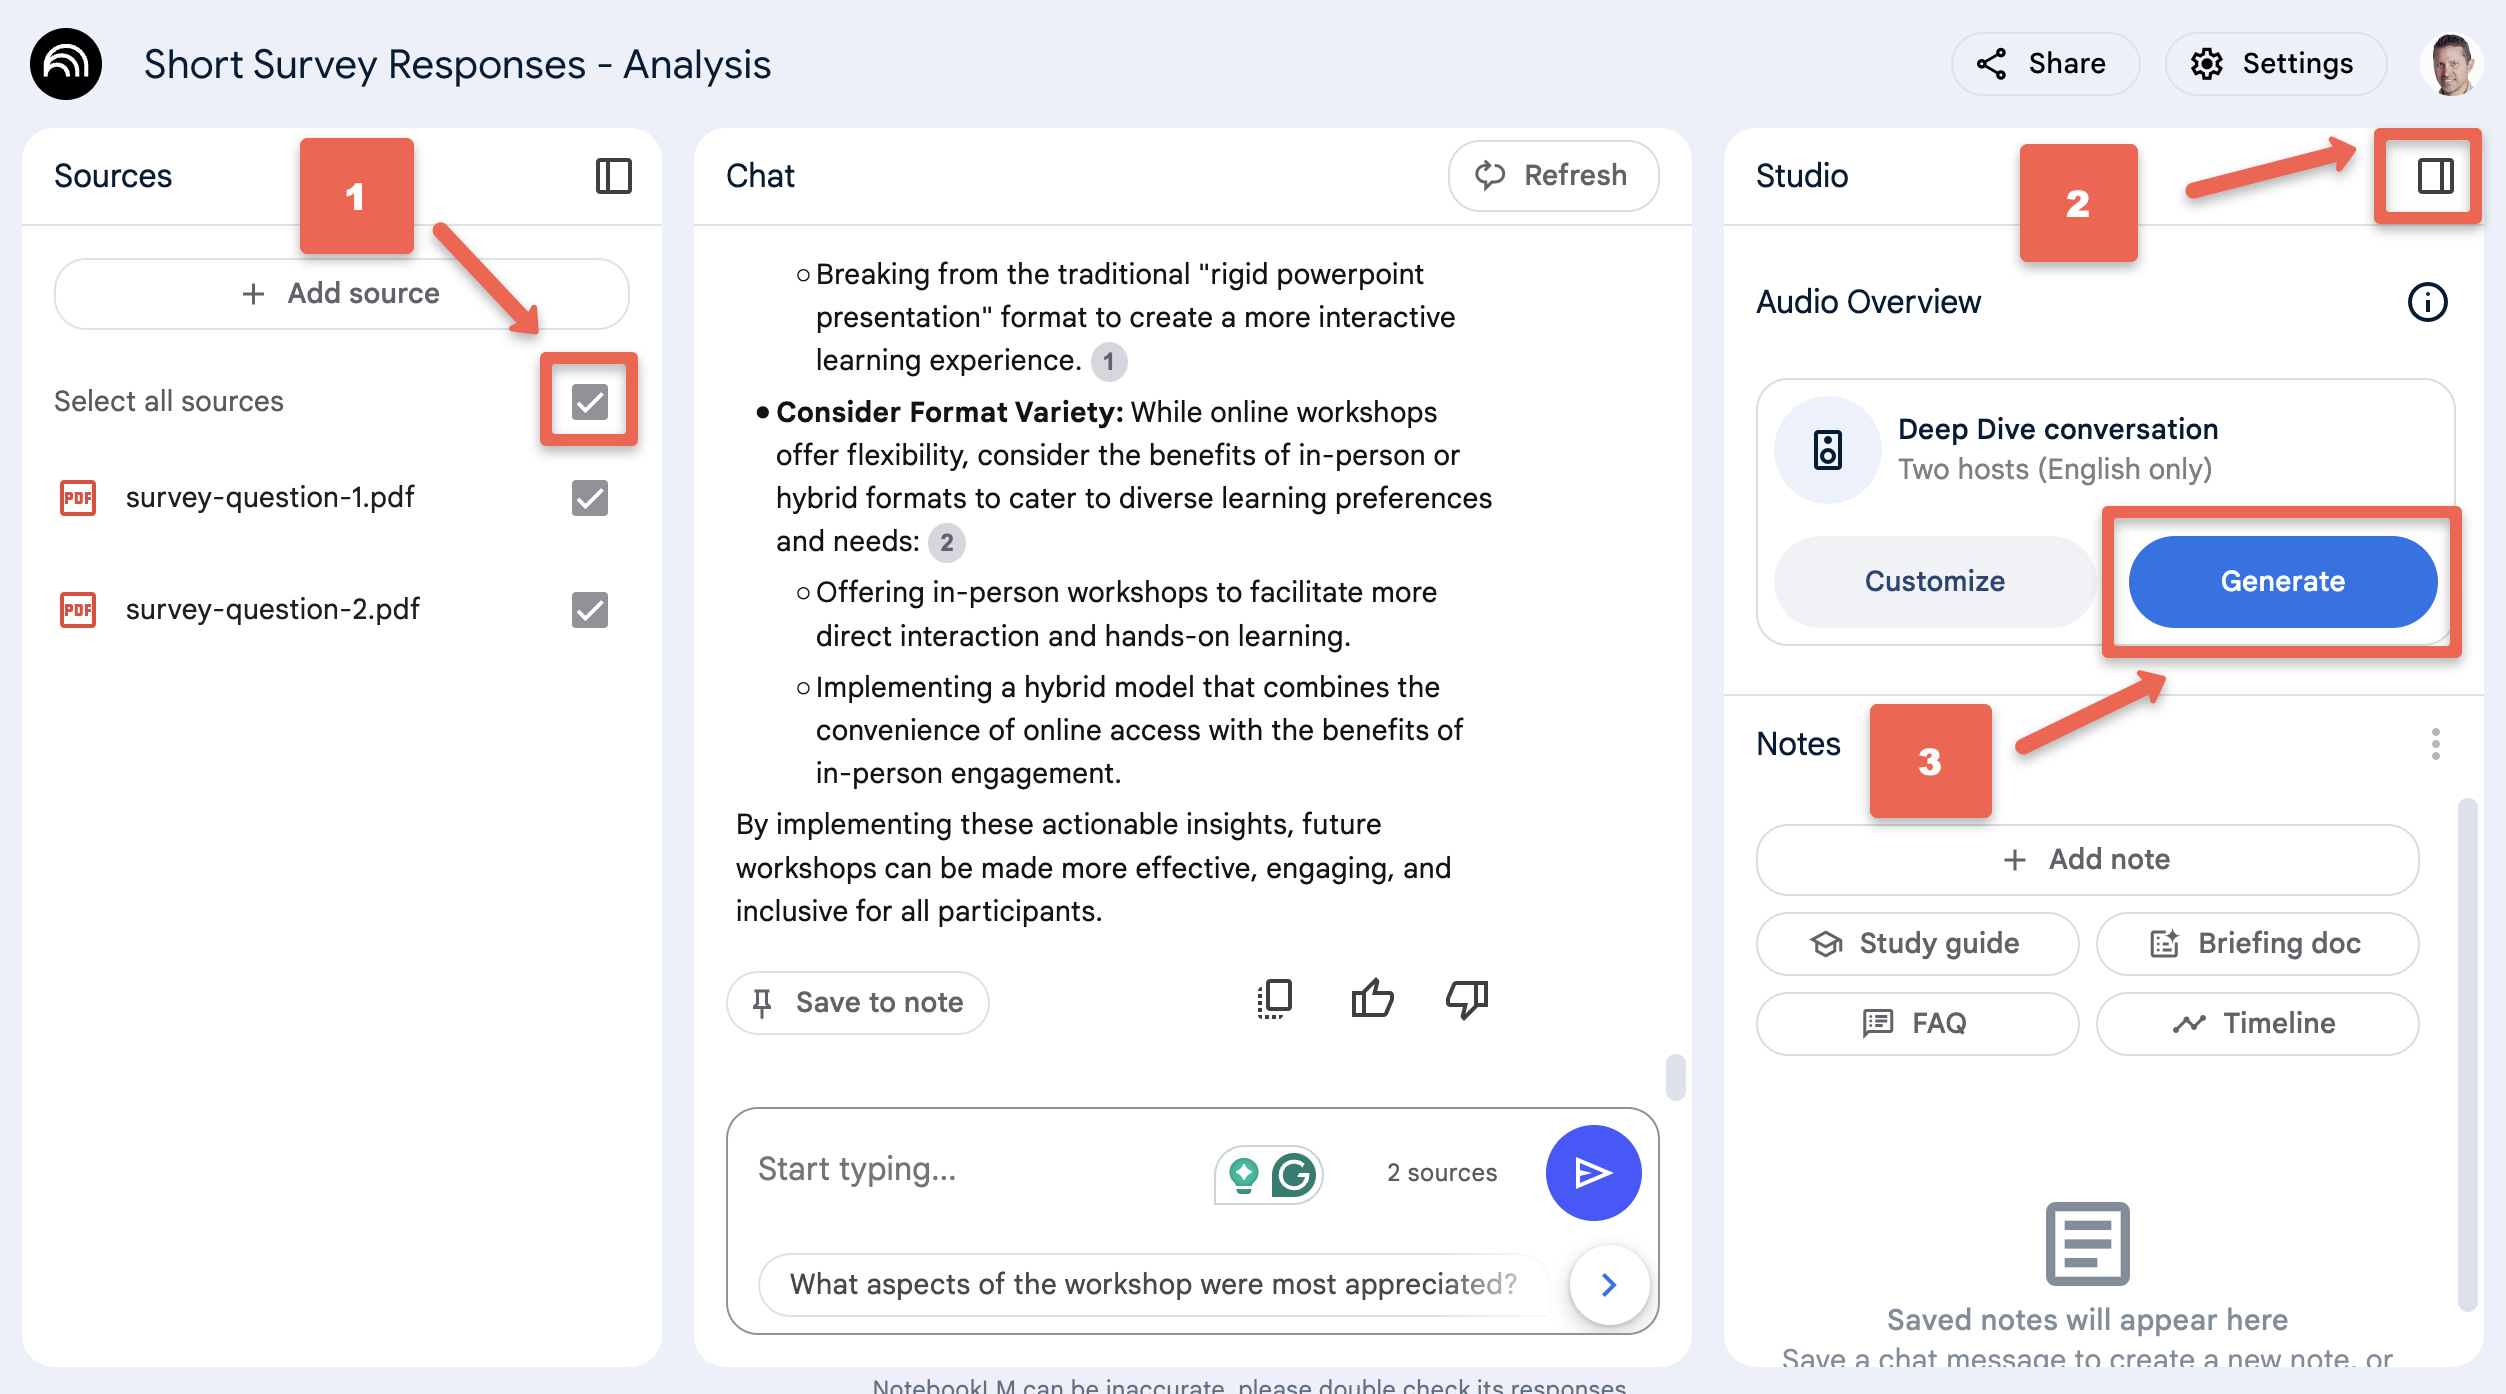 Short Survey Responses - Analysis
Share
Settings
Sources
1
+ Add source
Select all sources
PDF survey-question-1.pdf
PDF survey-question-2.pdf
Chat
Refresh
○ Breaking from the traditional "rigid powerpoint
presentation" format to create a more interactive
learning experience. 1
● Consider Format Variety: While online workshops
offer flexibility, consider the benefits of in-person or
hybrid formats to cater to diverse learning preferences
and needs: 2
○ Offering in-person workshops to facilitate more
direct interaction and hands-on learning.
○ Implementing a hybrid model that combines the
convenience of online access with the benefits of
in-person engagement.
By implementing these actionable insights, future
workshops can be made more effective, engaging, and
inclusive for all participants.
Save to note
Start typing...
G
2 sources
What aspects of the workshop were most appreciated?
Studio
2
Audio Overview
Deep Dive conversation
Two hosts (English only)
Customize
Generate
Notes
3
+ Add note
Study guide
Briefing doc
FAQ
Timeline
Saved notes will appear here
Save a chat message to create a new note, or
NotebookLM can be inaccurate, please double check its responses.